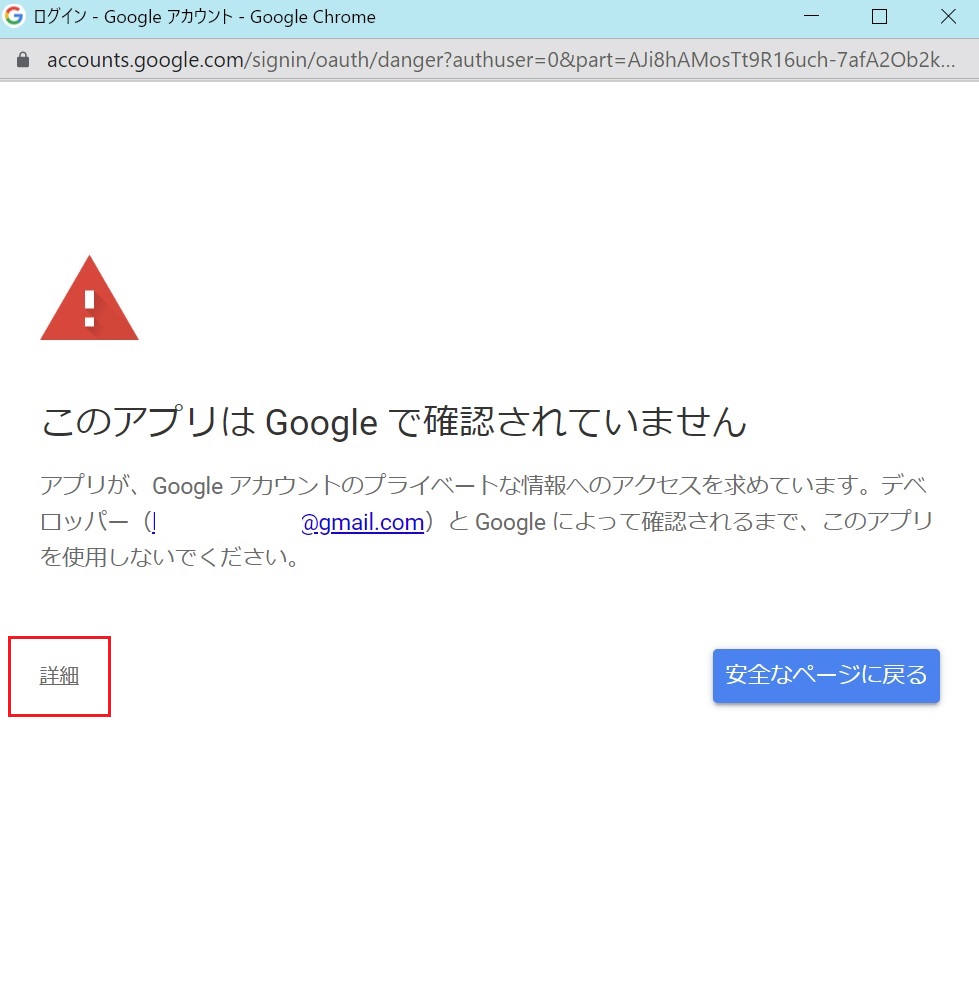 ログイン - Google アカウント - Google Chrome
accounts.google.com/signin/oauth/danger?authuser=0&part=AJi8hAMosTt9R16uch-7afA2Ob2k...
このアプリは Google で確認されていません
アプリが、Google アカウントのプライベートな情報へのアクセスを求めています。デベ
ロッパー（ @gmail.com）と Google によって確認されるまで、このアプリ
を使用しないでください。
詳細
安全なページに戻る